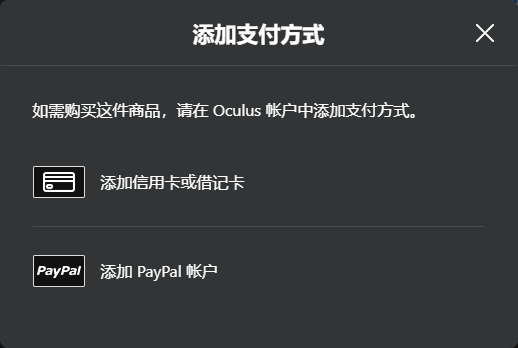 添加支付方式
如需购买这件商品，请在 Oculus 帐户中添加支付方式。
添加信用卡或借记卡
PayPal
添加 PayPal 帐户